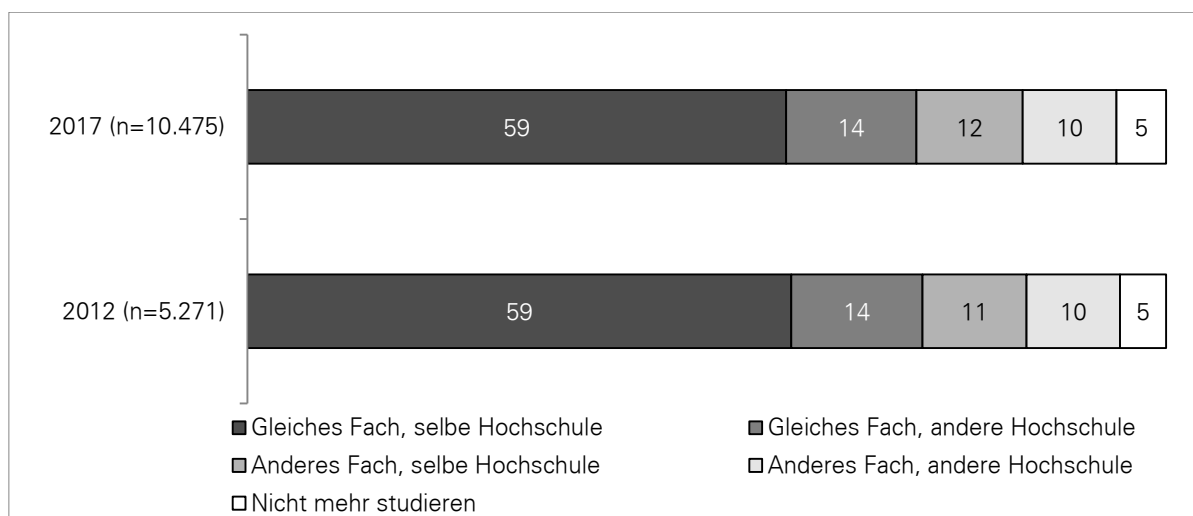 2017 (n=10.475)
59 14 12 10 5
2012 (n=5.271)
59 14 11 10 5
Gleiches Fach, selbe Hochschule Gleiches Fach, andere Hochschule
Anderes Fach, selbe Hochschule Anderes Fach, andere Hochschule
Nicht mehr studieren